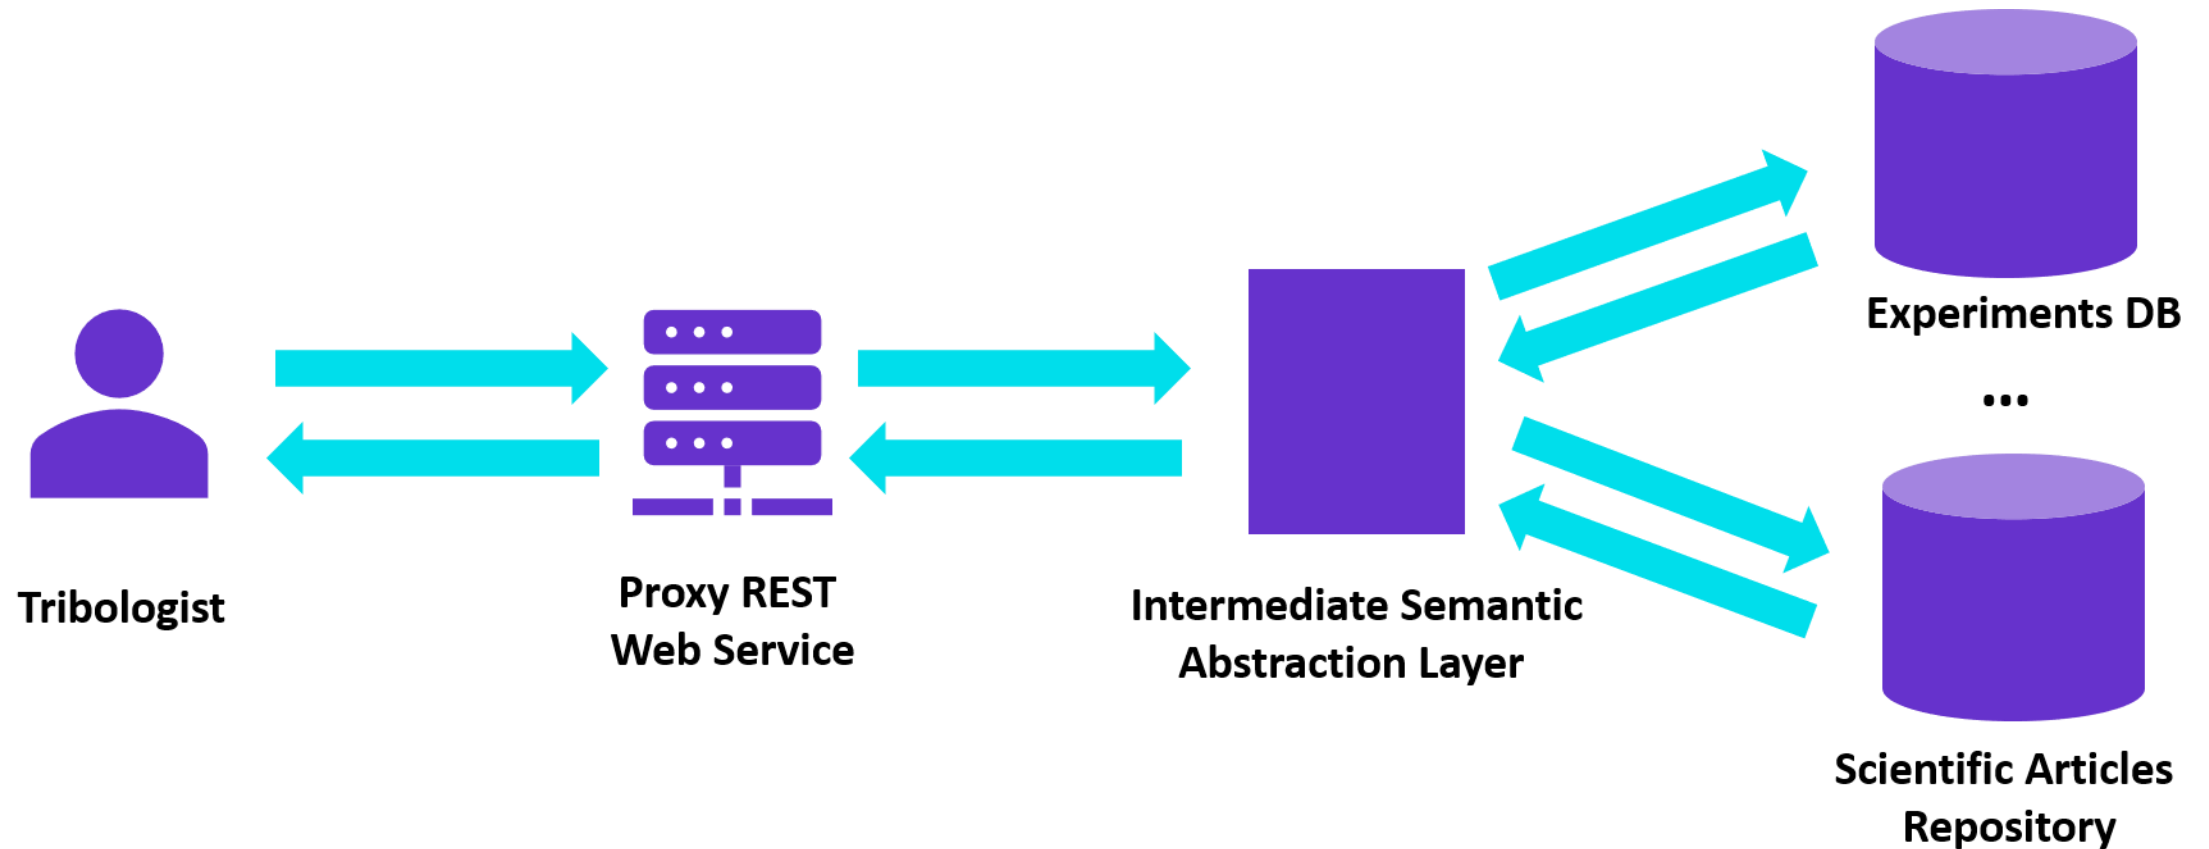 Tribologist
Proxy REST
Web Service
Intermediate Semantic
Abstraction Layer
Experiments DB
...
Scientific Articles
Repository